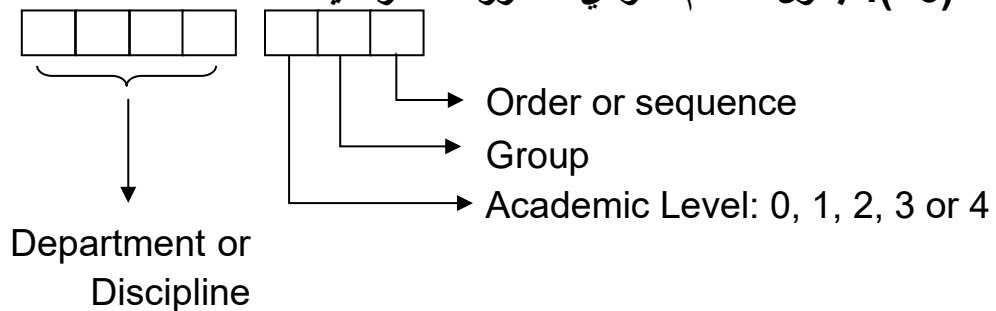 Order or sequence
Group
Academic Level: 0, 1, 2, 3 or 4
Department or
Discipline